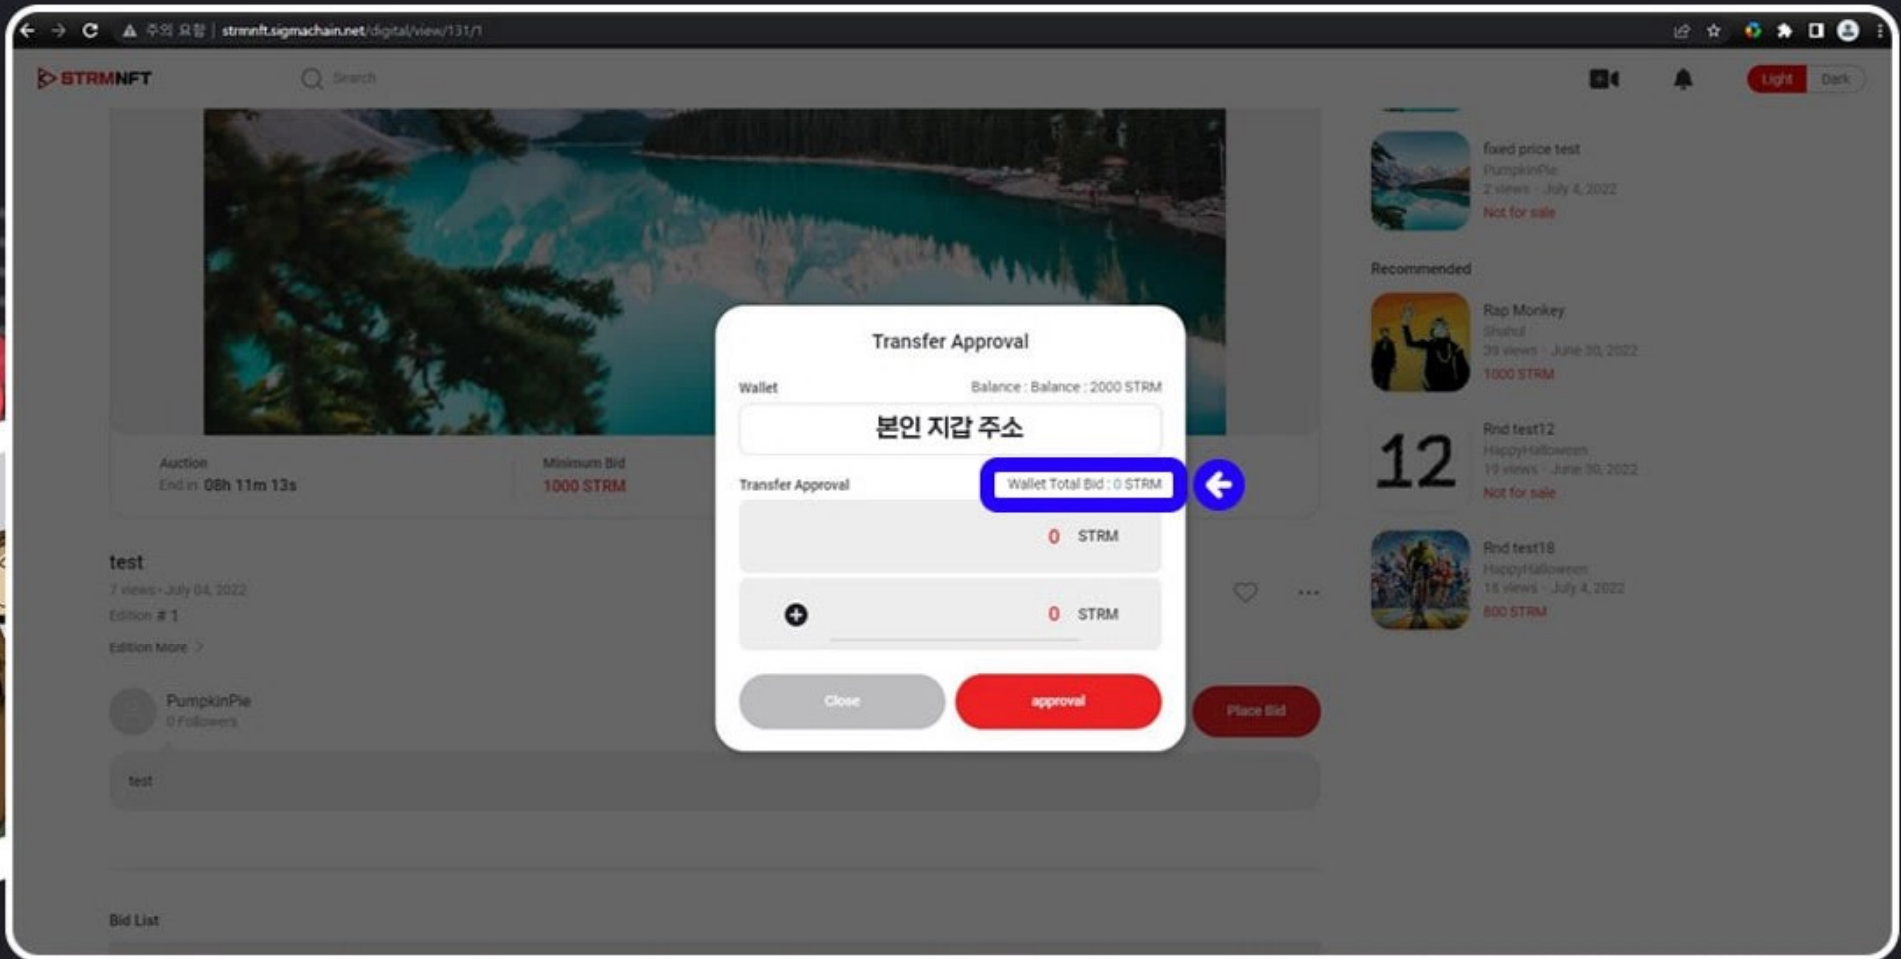 주의 요함 | strmnft.sigmachain.net/digital/view/131/1
STRMNFT
Search
Light Dark
fixed price test
PumpkinPie
2 views · July 4, 2022
Not for sale
Recommended
Rap Monkey
Shahul
39 views · June 30, 2022
1000 STRM
12
Rnd test12
HappyHalloween
19 views · June 30, 2022
Not for sale
Rnd test18
HappyHalloween
18 views · July 4, 2022
800 STRM
Auction
End in 08h 11m 13s
Minimum Bid
1000 STRM
Transfer Approval
Wallet
Balance : Balance : 2000 STRM
본인 지갑 주소
Transfer Approval
Wallet Total Bid : 0 STRM
0 STRM
0 STRM
Close
approval
test
7 views · July 04, 2022
Edition # 1
Edition More >
PumpkinPie
0 Followers
Place Bid
test
Bid List